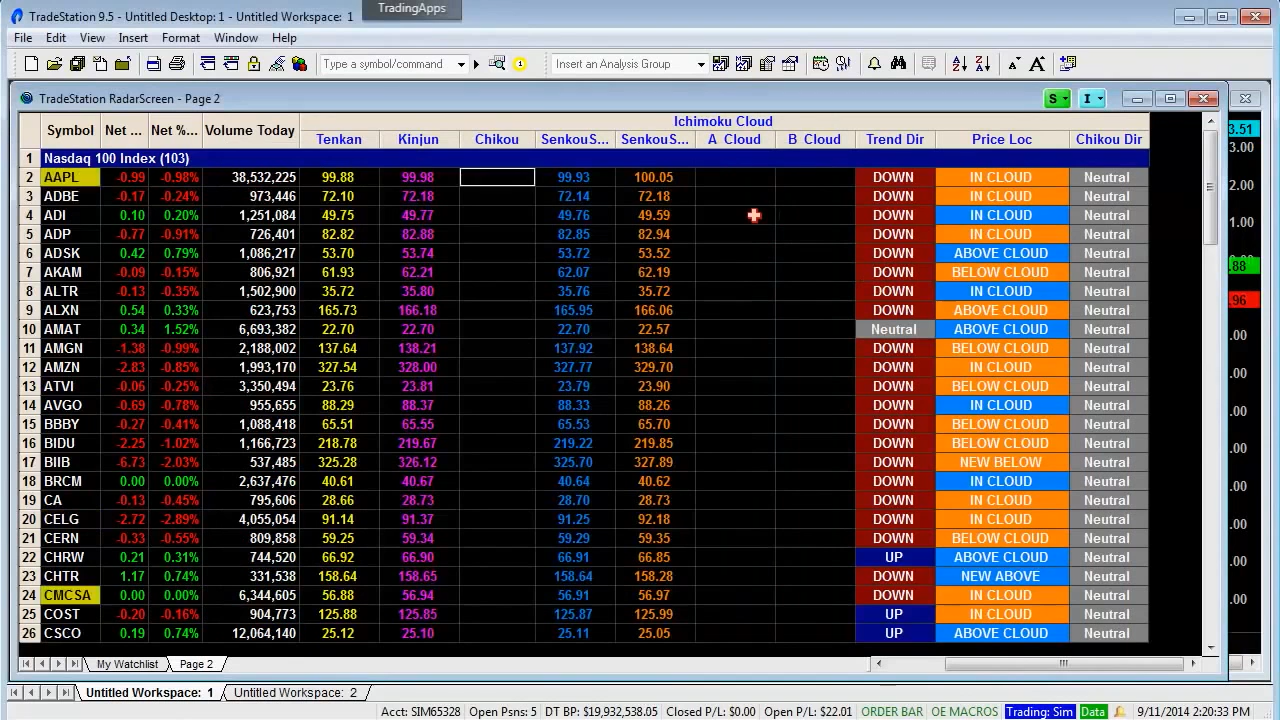 TradeStation 9.5 - Untitled Desktop: 1 - Untitled Workspace: 1
TradingApps
File Edit View Insert Format Window Help
Type a symbol/command
Insert an Analysis Group
TradeStation RadarScreen - Page 2
S I
Ichimoku Cloud
Symbol Net ... Net %... Volume Today Tenkan Kinjun Chikou SenkouS... SenkouS... A Cloud B Cloud Trend Dir Price Loc Chikou Dir
1 Nasdaq 100 Index (103)
2 AAPL -0.99 -0.98% 38,532,225 99.88 99.98 99.93 100.05 DOWN IN CLOUD Neutral
3 ADBE -0.17 -0.24% 973,446 72.10 72.18 72.14 72.18 DOWN IN CLOUD Neutral
4 ADI 0.10 0.20% 1,251,084 49.75 49.77 49.76 49.59 DOWN IN CLOUD Neutral
5 ADP -0.77 -0.91% 726,401 82.82 82.88 82.85 82.94 DOWN IN CLOUD Neutral
6 ADSK 0.42 0.79% 1,086,217 53.70 53.74 53.72 53.52 DOWN ABOVE CLOUD Neutral
7 AKAM -0.09 -0.15% 806,921 61.93 62.21 62.07 62.19 DOWN BELOW CLOUD Neutral
8 ALTR -0.13 -0.35% 1,502,900 35.72 35.80 35.76 35.72 DOWN IN CLOUD Neutral
9 ALXN 0.54 0.33% 623,753 165.73 166.18 165.95 166.06 DOWN ABOVE CLOUD Neutral
10 AMAT 0.34 1.52% 6,693,382 22.70 22.70 22.70 22.57 Neutral ABOVE CLOUD Neutral
11 AMGN -1.38 -0.99% 2,188,002 137.64 138.21 137.92 138.64 DOWN BELOW CLOUD Neutral
12 AMZN -2.83 -0.85% 1,993,170 327.54 328.00 327.77 329.70 DOWN IN CLOUD Neutral
13 ATVI -0.06 -0.25% 3,350,494 23.76 23.81 23.79 23.90 DOWN BELOW CLOUD Neutral
14 AVGO -0.69 -0.78% 955,655 88.29 88.37 88.33 88.26 DOWN IN CLOUD Neutral
15 BBBY -0.27 -0.41% 1,088,418 65.51 65.55 65.53 65.70 DOWN BELOW CLOUD Neutral
16 BIDU -2.25 -1.02% 1,166,723 218.78 219.67 219.22 219.85 DOWN BELOW CLOUD Neutral
17 BIIB -6.73 -2.03% 537,485 325.28 326.12 325.70 327.89 DOWN NEW BELOW Neutral
18 BRCM 0.00 0.00% 2,637,476 40.61 40.67 40.64 40.62 DOWN IN CLOUD Neutral
19 CA -0.13 -0.45% 795,606 28.66 28.73 28.70 28.73 DOWN IN CLOUD Neutral
20 CELG -2.72 -2.89% 4,055,054 91.14 91.37 91.25 92.18 DOWN IN CLOUD Neutral
21 CERN -0.33 -0.55% 809,858 59.25 59.34 59.29 59.35 DOWN BELOW CLOUD Neutral
22 CHRW 0.21 0.31% 744,520 66.92 66.90 66.91 66.85 UP ABOVE CLOUD Neutral
23 CHTR 1.17 0.74% 331,538 158.64 158.65 158.64 158.28 DOWN NEW ABOVE Neutral
24 CMCSA 0.00 0.00% 6,344,605 56.88 56.94 56.91 56.97 DOWN IN CLOUD Neutral
25 COST -0.20 -0.16% 904,773 125.88 125.85 125.87 125.99 UP IN CLOUD Neutral
26 CSCO 0.19 0.74% 12,064,140 25.12 25.10 25.11 25.05 UP ABOVE CLOUD Neutral
3.51
3.00
2.00
1.00
.88
.96
.00
.00
.00
.00
.00
My Watchlist Page 2
Untitled Workspace: 1 Untitled Workspace: 2
Acct: SIM65328 Open Psns: 5 DT BP: $19,932,538.05 Closed P/L: $0.00 Open P/L: $22.01 ORDER BAR OE MACROS Trading: Sim Data 9/11/2014 2:20:33 PM